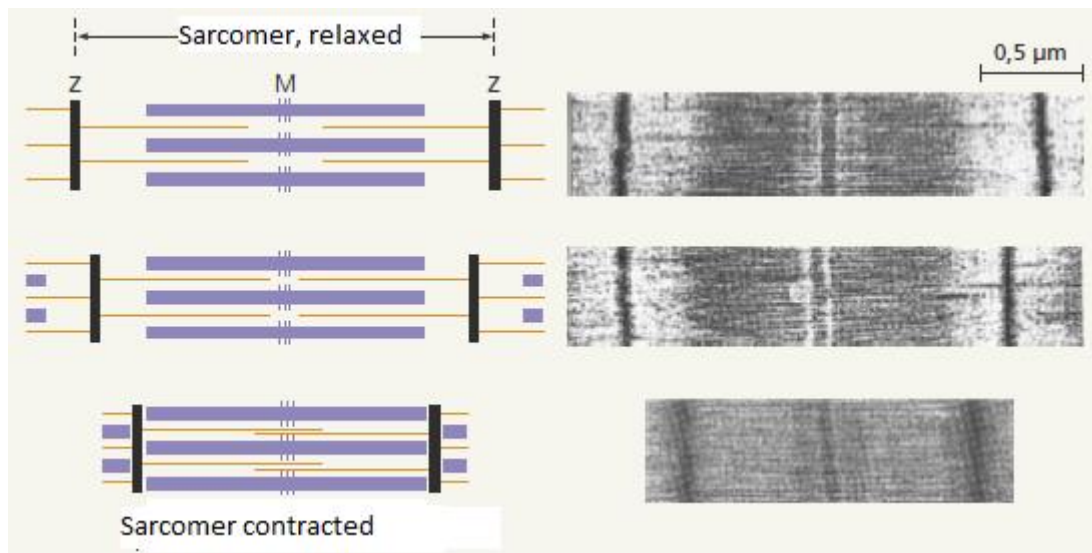 Sarcomer, relaxed
0,5 µm
Z
M
Z
Sarcomer contracted